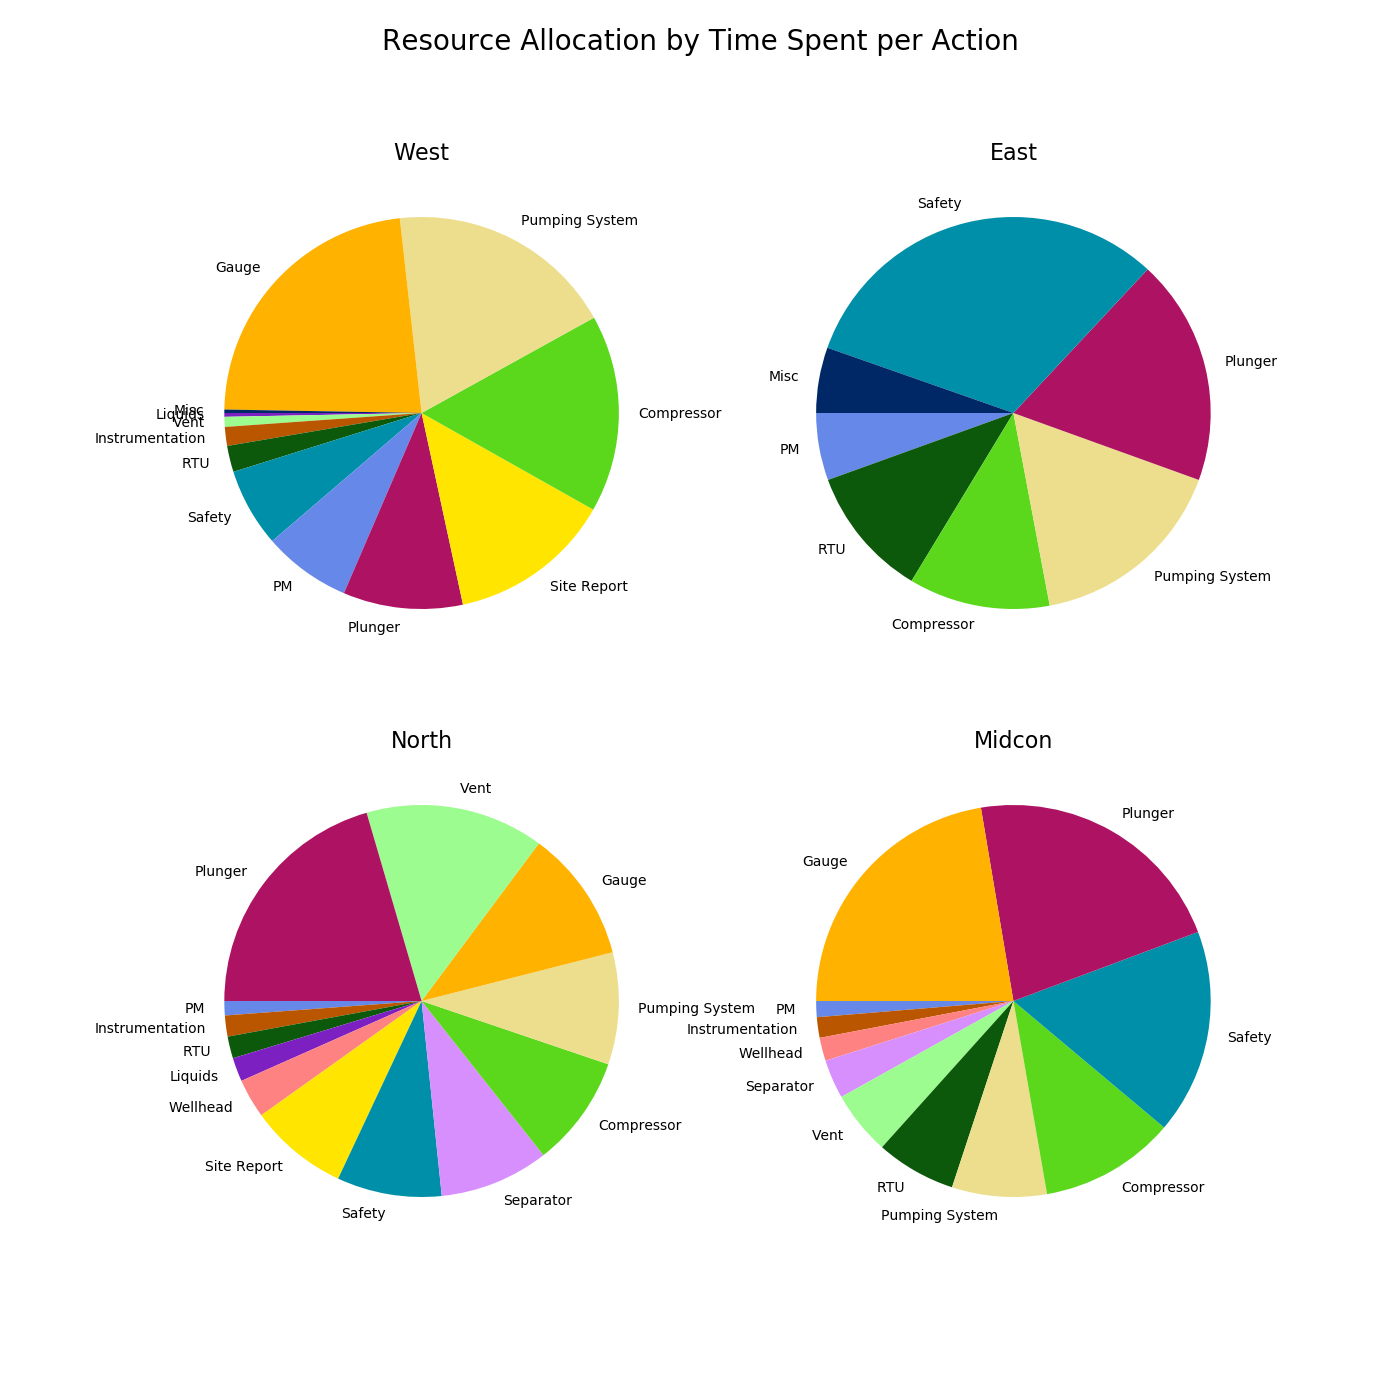 Resource Allocation by Time Spent per Action
West
Pumping System
Gauge
Compressor
Misc
Liquids
Vent
Instrumentation
RTU
Safety
PM
Plunger
Site Report
East
Safety
Plunger
Misc
PM
RTU
Pumping System
Compressor
North
Vent
Plunger
Gauge
PM
Pumping System
Instrumentation
RTU
Liquids
Wellhead
Compressor
Site Report
Separator
Safety
Midcon
Plunger
Gauge
PM
Instrumentation
Safety
Wellhead
Separator
Vent
RTU
Compressor
Pumping System